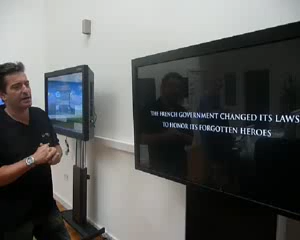 THE FRENCH GOVERNMENT CHANGED ITS LAWS
TO HONOR ITS FORGOTTEN HEROES